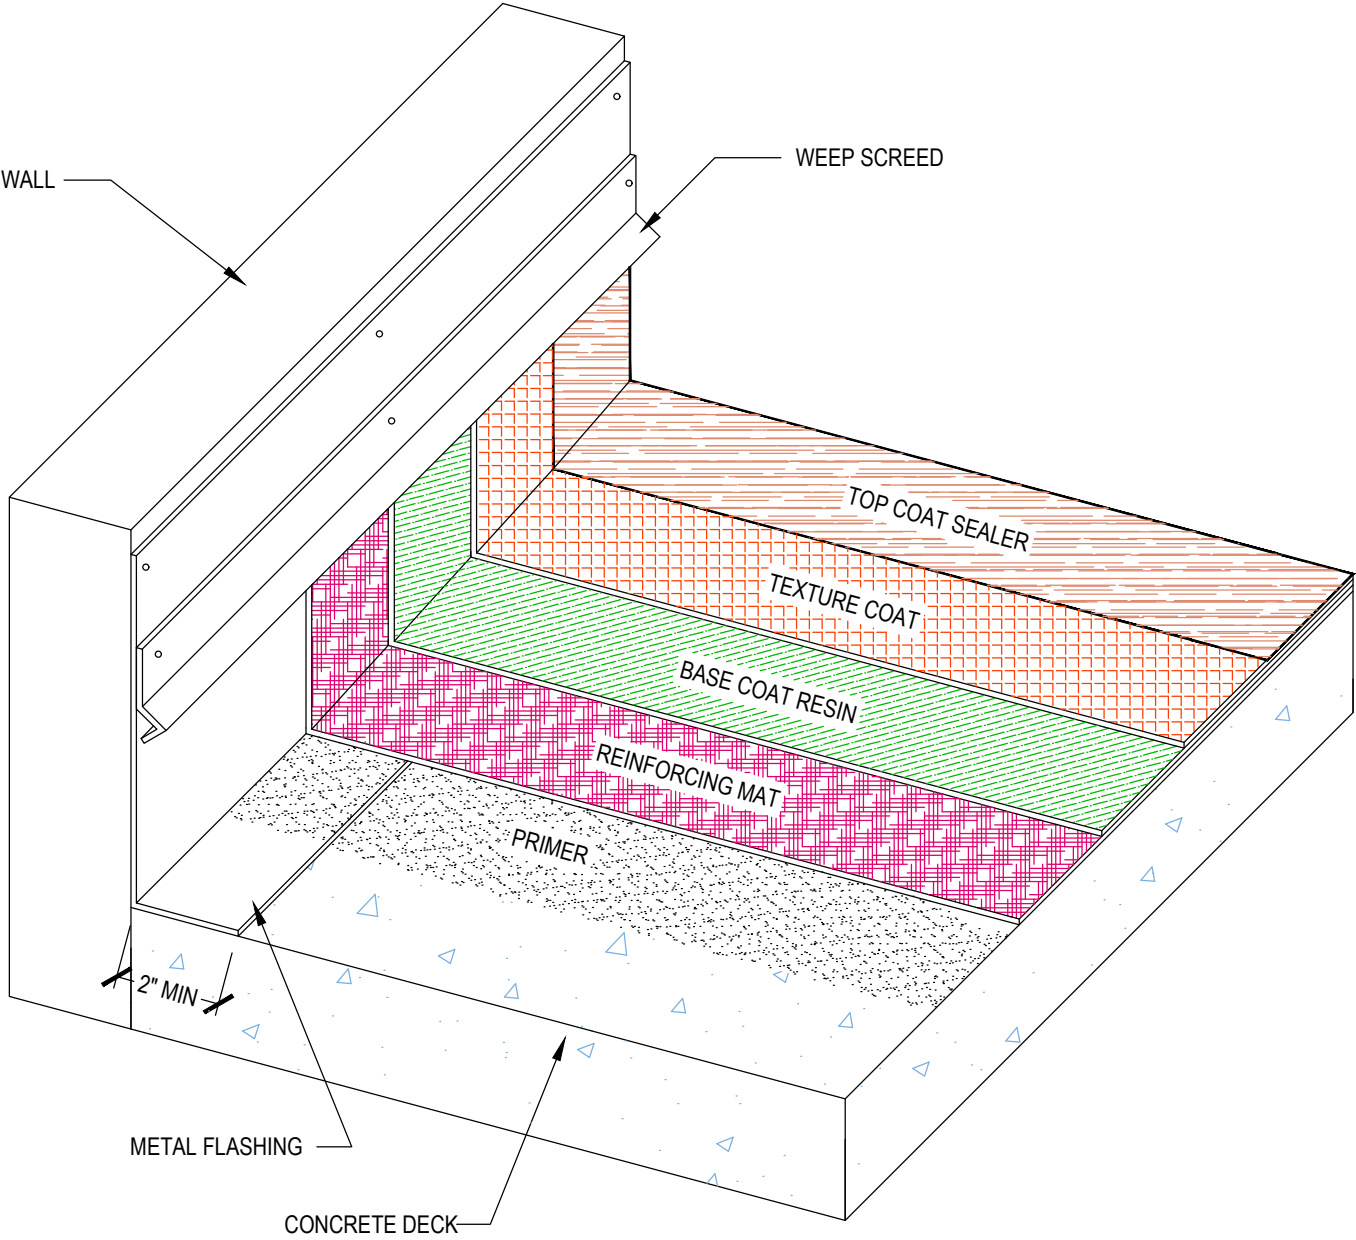 WEEP SCREED
WALL
TOP COAT SEALER
TEXTURE COAT
BASE COAT RESIN
REINFORCING MAT
PRIMER
2" MIN
METAL FLASHING
CONCRETE DECK